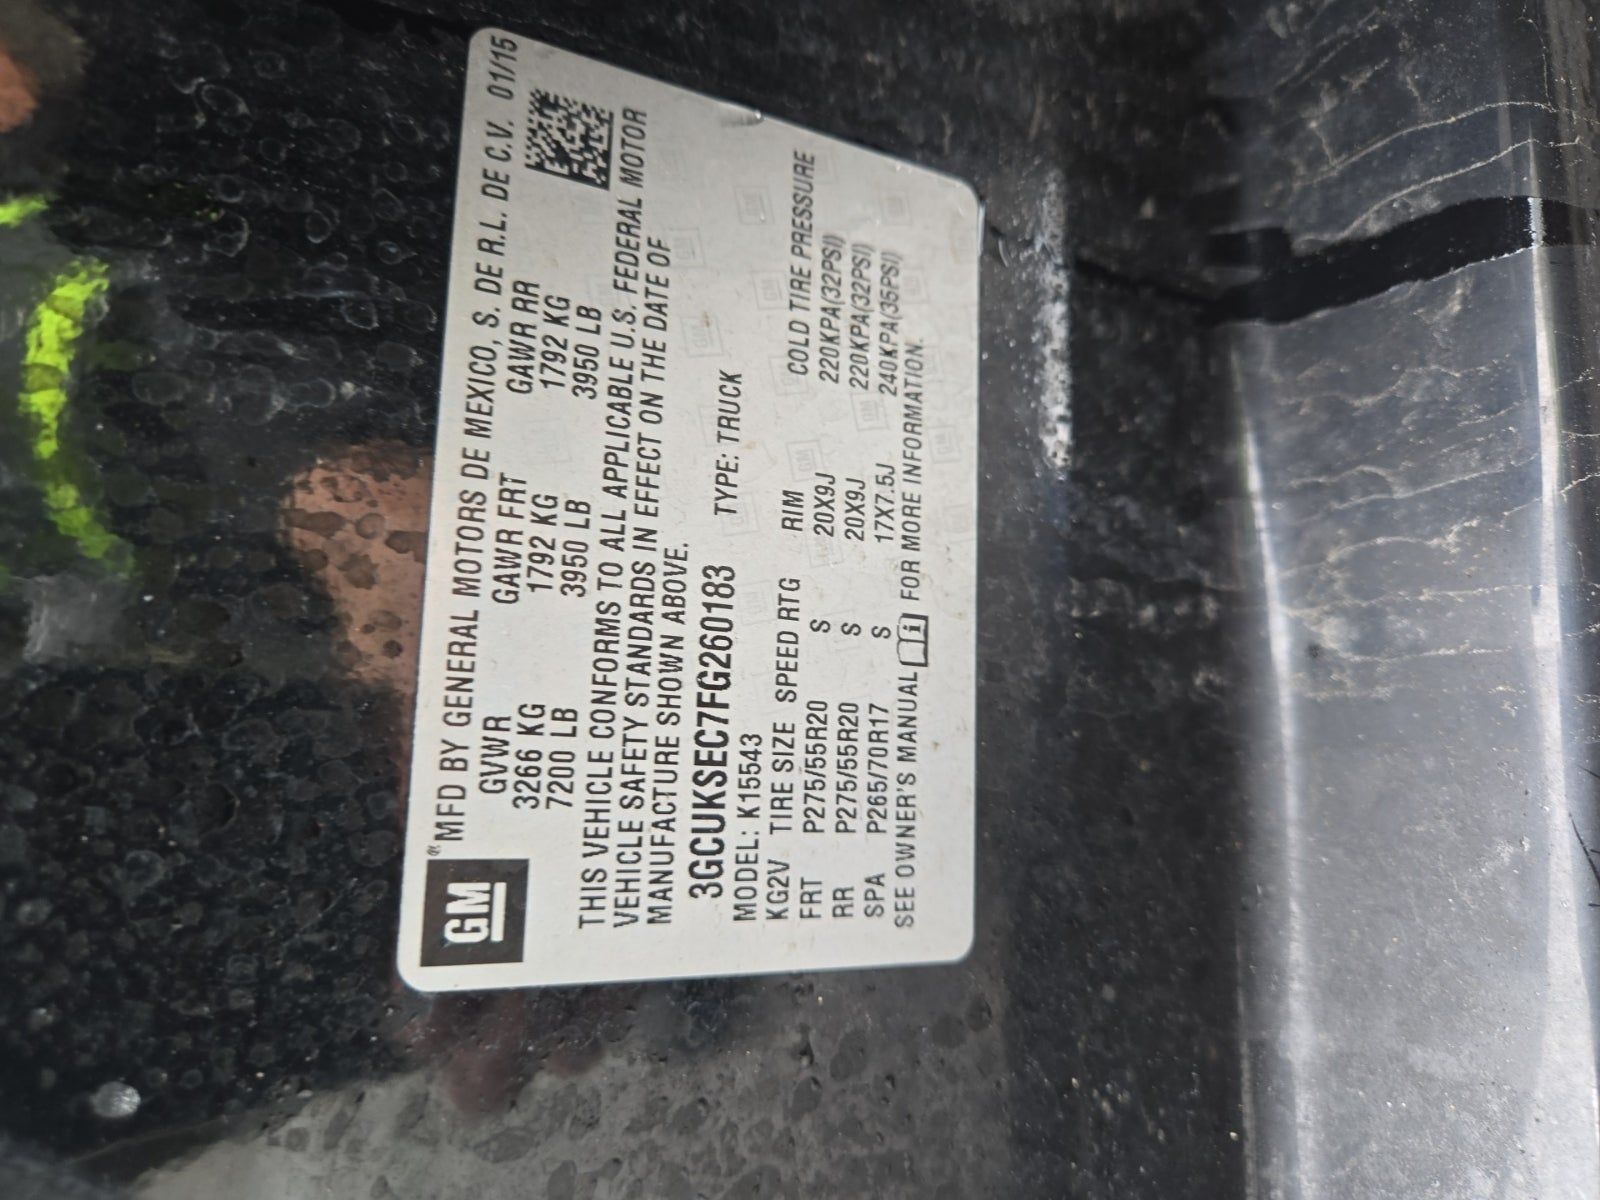 GM
® MFD BY GENERAL MOTORS DE MEXICO, S. DE R.L. DE C.V. 01/15
GVWR GAWR FRT GAWR RR
3266 KG 1792 KG 1792 KG
7200 LB 3950 LB 3950 LB
THIS VEHICLE CONFORMS TO ALL APPLICABLE U.S. FEDERAL MOTOR
VEHICLE SAFETY STANDARDS IN EFFECT ON THE DATE OF
MANUFACTURE SHOWN ABOVE.
3GCUKSEC7FG260183 TYPE: TRUCK
MODEL: K15543
KG2V TIRE SIZE SPEED RTG RIM COLD TIRE PRESSURE
FRT P275/55R20 S 20X9J 220KPA(32PSI)
RR P275/55R20 S 20X9J 220KPA(32PSI)
SPA P265/70R17 S 17X7.5J 240KPA(35PSI)
SEE OWNER'S MANUAL i FOR MORE INFORMATION.